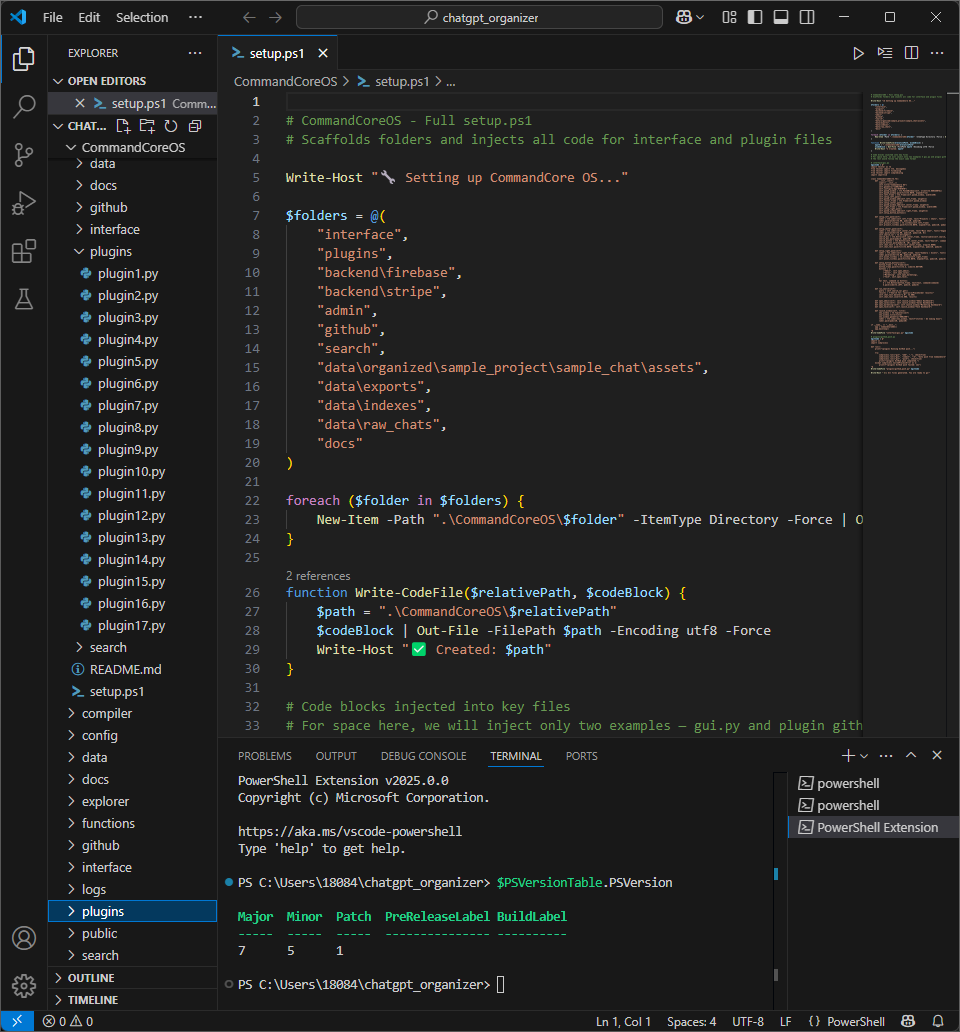 File Edit Selection ··· chatgpt_organizer
EXPLORER ···
OPEN EDITORS
setup.ps1 Comm...
CHAT...
CommandCoreOS
data
docs
github
interface
plugins
plugin1.py
plugin2.py
plugin3.py
plugin4.py
plugin5.py
plugin6.py
plugin7.py
plugin8.py
plugin9.py
plugin10.py
plugin11.py
plugin12.py
plugin13.py
plugin14.py
plugin15.py
plugin16.py
plugin17.py
search
README.md
setup.ps1
compiler
config
data
docs
explorer
functions
github
interface
logs
plugins
public
search
OUTLINE
TIMELINE
setup.ps1
CommandCoreOS > setup.ps1 > ...
1
2 # CommandCoreOS - Full setup.ps1
3 # Scaffolds folders and injects all code for interface and plugin files
4
5 Write-Host "🔧 Setting up CommandCore OS..."
6
7 $folders = @(
8 "interface",
9 "plugins",
10 "backend\firebase",
11 "backend\stripe",
12 "admin",
13 "github",
14 "search",
15 "data\organized\sample_project\sample_chat\assets",
16 "data\exports",
17 "data\indexes",
18 "data\raw_chats",
19 "docs"
20 )
21
22 foreach ($folder in $folders) {
23 New-Item -Path ".\CommandCoreOS\$folder" -ItemType Directory -Force | O
24 }
25
2 references
26 function Write-CodeFile($relativePath, $codeBlock) {
27 $path = ".\CommandCoreOS\$relativePath"
28 $codeBlock | Out-File -FilePath $path -Encoding utf8 -Force
29 Write-Host "✅ Created: $path"
30 }
31
32 # Code blocks injected into key files
33 # For space here, we will inject only two examples — gui.py and plugin gith
PROBLEMS OUTPUT DEBUG CONSOLE TERMINAL PORTS
PowerShell Extension v2025.0.0
Copyright (c) Microsoft Corporation.
https://aka.ms/vscode-powershell
Type 'help' to get help.
PS C:\Users\18084\chatgpt_organizer> $PSVersionTable.PSVersion
Major Minor Patch PreReleaseLabel BuildLabel
----- ----- ----- --------------- ----------
7 5 1
PS C:\Users\18084\chatgpt_organizer>
powershell
powershell
PowerShell Extension
0 0 Ln 1, Col 1 Spaces: 4 UTF-8 LF {} PowerShell